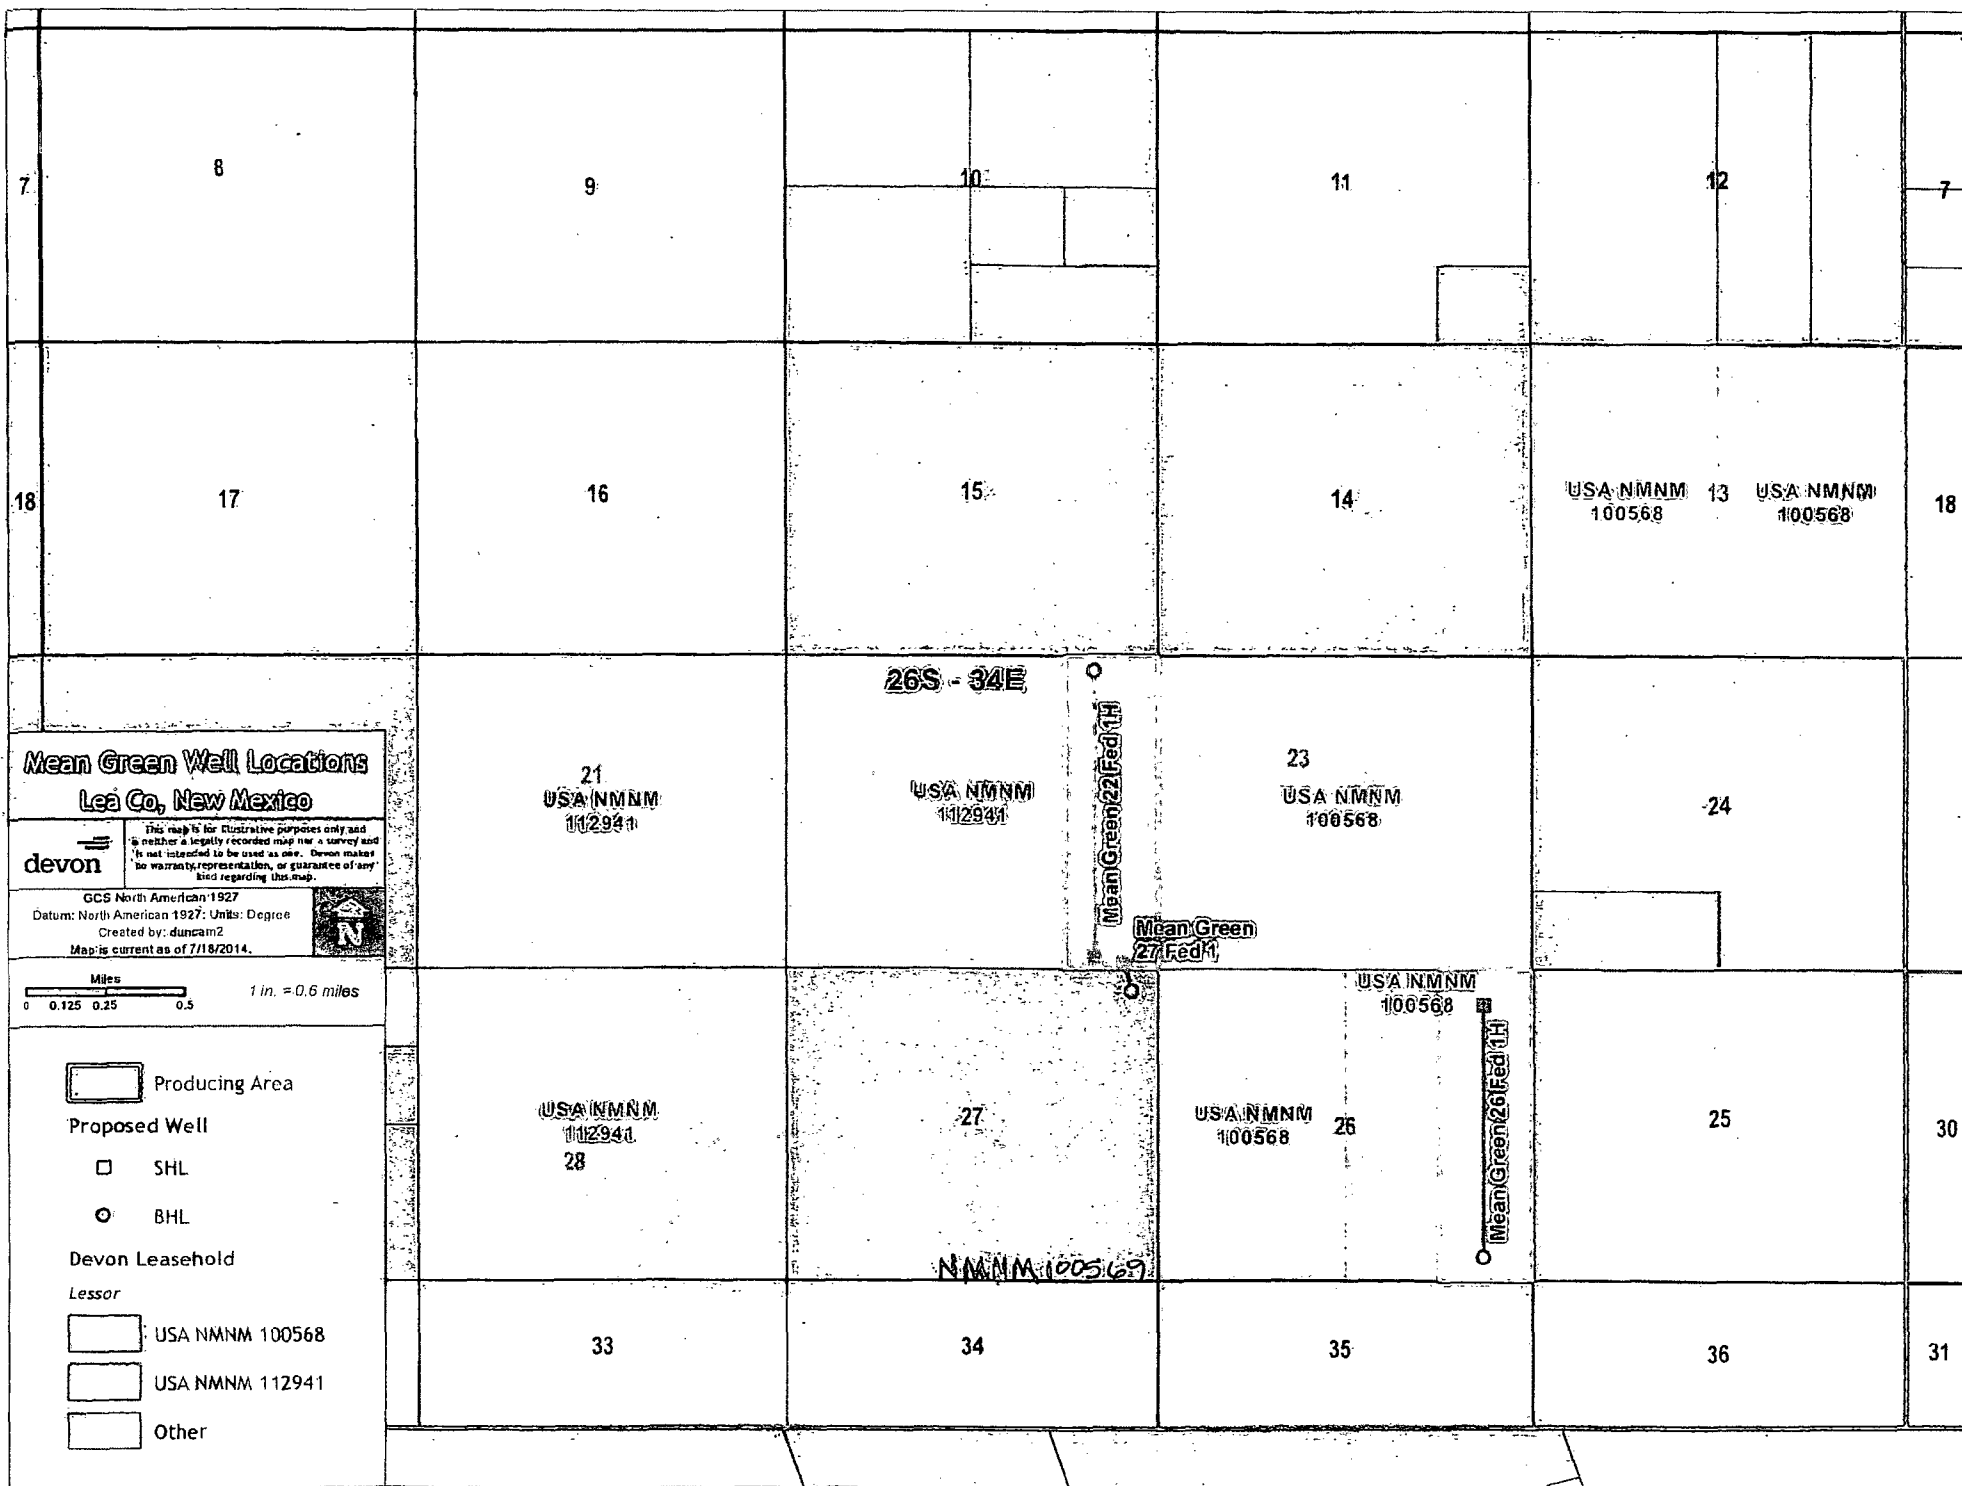 7
8
9
10
11
12
7
18
17
16
15
14
USA NMNM
100568
13
USA NMNM
100568
18
26S - 34E
Mean Green 22 Fed 1H
21
USA NMNM
112941
USA NMNM
112941
23
USA NMNM
100568
24
Mean Green
27 Fed 1
Mean Green Well Locations
Lea Co, New Mexico
devon
This map is for illustrative purposes only and
is neither a legally recorded map nor a survey and
is not intended to be used as one. Devon makes
no warranty, representation, or guarantee of any
kind regarding this map.
GCS North American 1927
Datum: North American 1927; Units: Degree
Created by: duncam2
Map is current as of 7/18/2014.
N
Miles
0 0.125 0.25 0.5
1 in. = 0.6 miles
USA NMNM
100568
Mean Green 26 Fed 1H
USA NMNM
112941
28
27
USA NMNM
100568
26
25
30
NMNM 100569
Producing Area
Proposed Well
SHL
BHL
Devon Leasehold
Lessor
USA NMNM 100568
USA NMNM 112941
Other
33
34
35
36
31